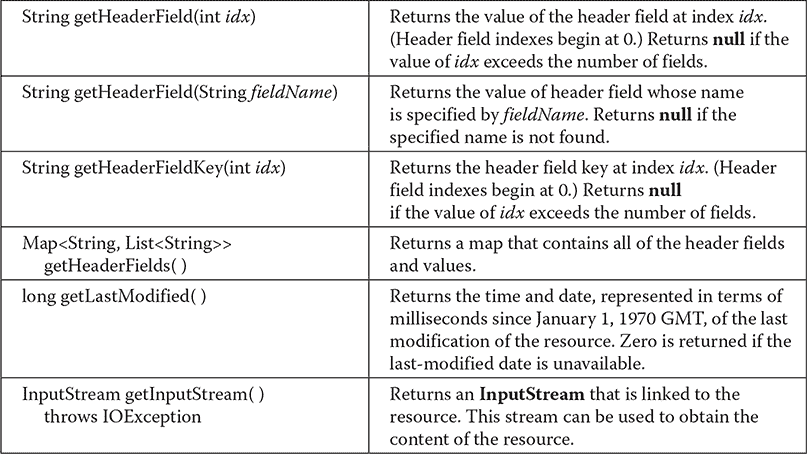 String getHeaderField(int idx)
Returns the value of the header field at index idx.
(Header field indexes begin at 0.) Returns null if the
value of idx exceeds the number of fields.
String getHeaderField(String fieldName)
Returns the value of header field whose name
is specified by fieldName. Returns null if the
specified name is not found.
String getHeaderFieldKey(int idx)
Returns the header field key at index idx. (Header
field indexes begin at 0.) Returns null
if the value of idx exceeds the number of fields.
Map<String, List<String>>
getHeaderFields( )
Returns a map that contains all of the header fields
and values.
long getLastModified( )
Returns the time and date, represented in terms of
milliseconds since January 1, 1970 GMT, of the last
modification of the resource. Zero is returned if the
last-modified date is unavailable.
InputStream getInputStream( )
throws IOException
Returns an InputStream that is linked to the
resource. This stream can be used to obtain the
content of the resource.